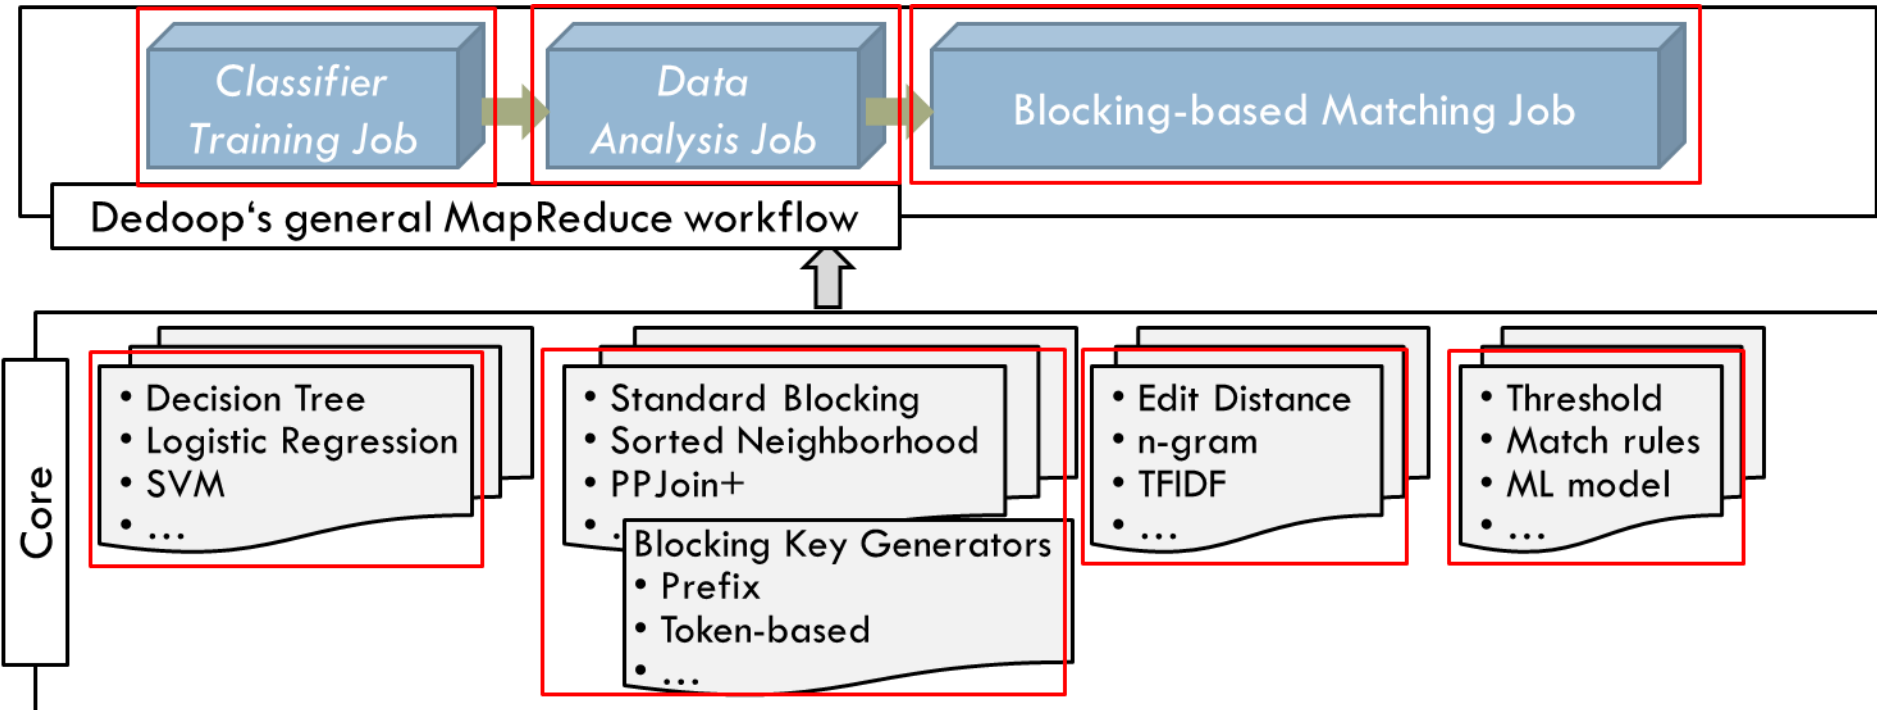 Classifier
Training Job
Data
Analysis Job
Blocking-based Matching Job
Dedoop‘s general MapReduce workflow
Core
• Decision Tree
• Logistic Regression
• SVM
• ...
• Standard Blocking
• Sorted Neighborhood
• PPJoin+
• .
Blocking Key Generators
• Prefix
• Token-based
• ...
• Edit Distance
• n-gram
• TFIDF
• ...
• Threshold
• Match rules
• ML model
• ...